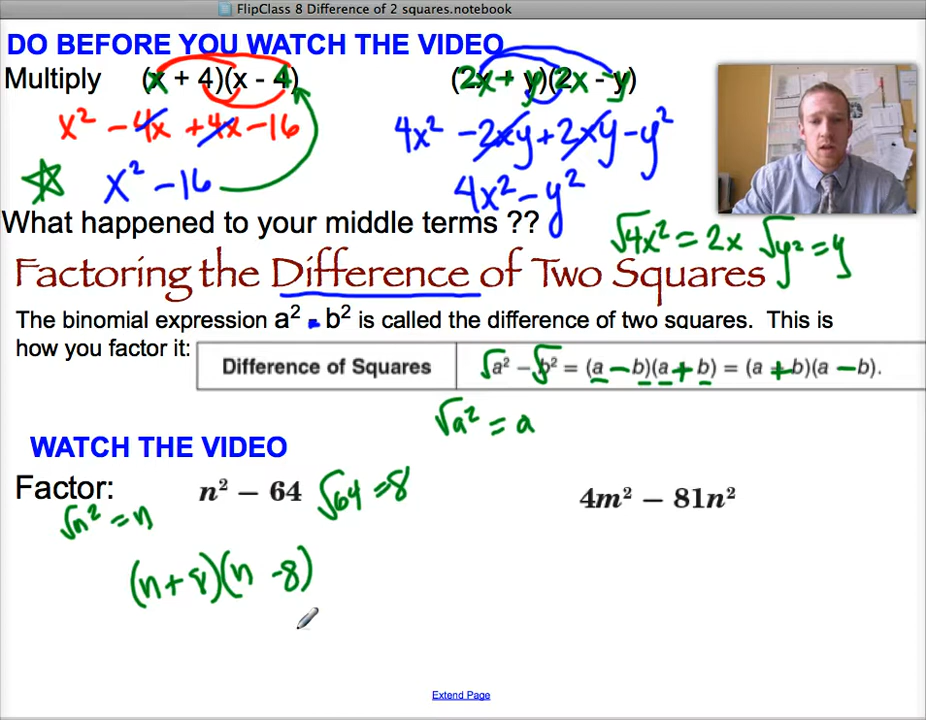 FlipClass 8 Difference of 2 squares.notebook
DO BEFORE YOU WATCH THE VIDEO
Multiply (x + 4)(x - 4) (2x + y)(2x - y)
x² - 4x + 4x - 16 4x² - 2xy + 2xy - y²
x² - 16 4x² - y²
What happened to your middle terms ??
√4x² = 2x √y² = y
Factoring the Difference of Two Squares
The binomial expression a² - b² is called the difference of two squares. This is
how you factor it:
Difference of Squares √a² − √b² = (a − b)(a + b) = (a + b)(a − b).
√a² = a
WATCH THE VIDEO
Factor: n² − 64 √64 = 8 4m² − 81n²
√n² = n
(n + 8)(n - 8)
Extend Page